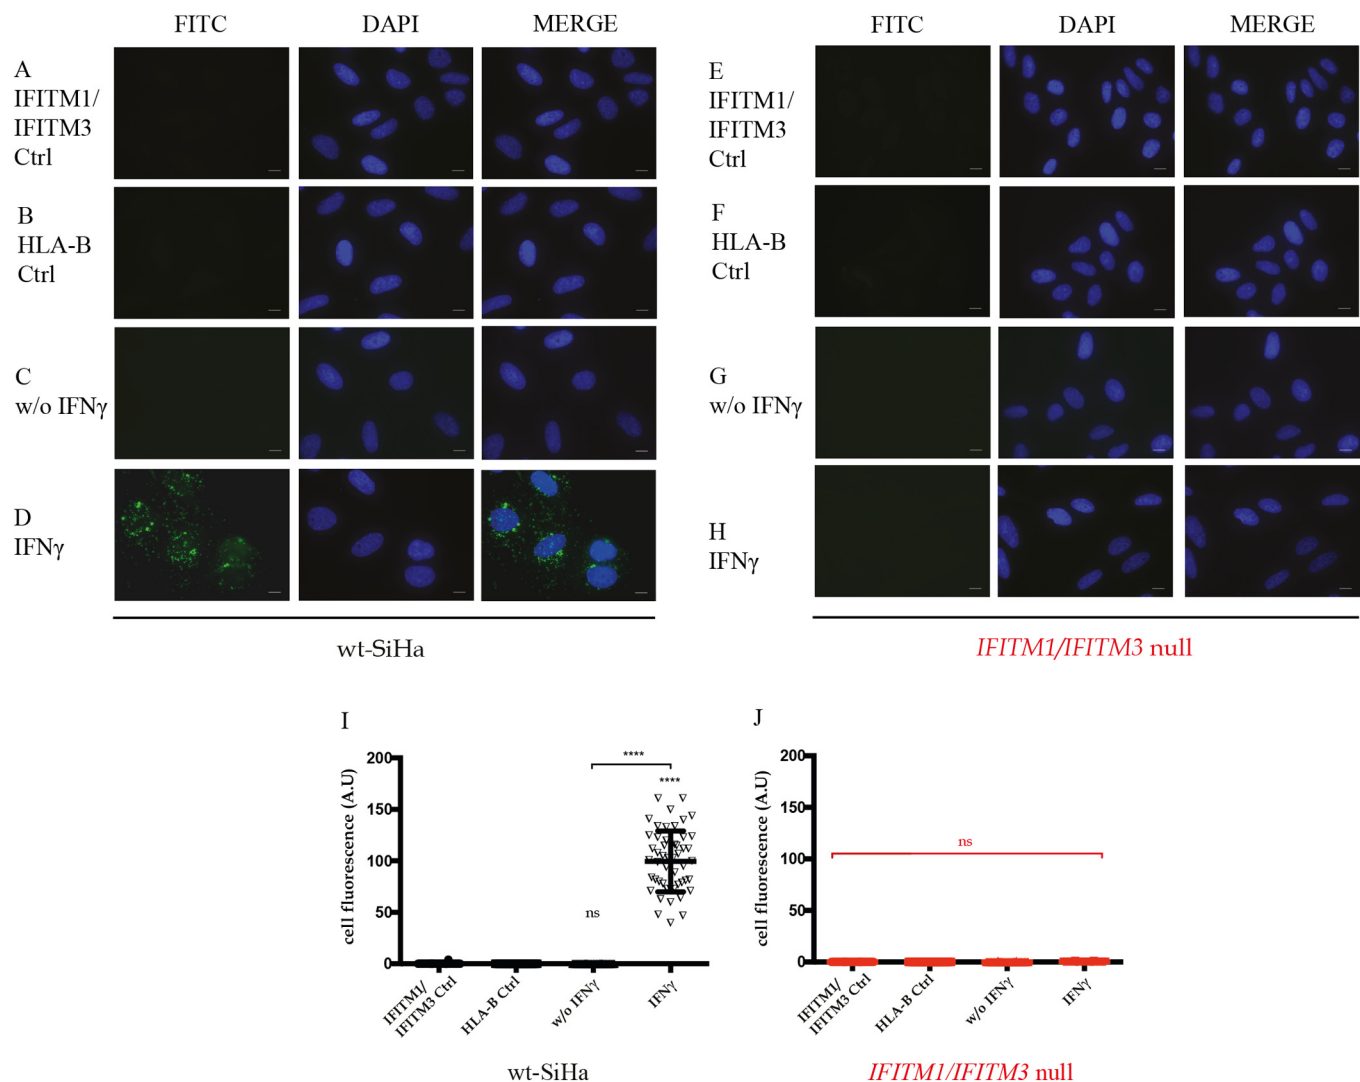 FITC DAPI MERGE
A
IFITM1/
IFITM3
Ctrl
B
HLA-B
Ctrl
C
w/o IFNγ
D
IFNγ
wt-SiHa
FITC DAPI MERGE
E
IFITM1/
IFITM3
Ctrl
F
HLA-B
Ctrl
G
w/o IFNγ
H
IFNγ
IFITM1/IFITM3 null
I
cell fluorescence (A.U)
200
150
100
50
0
ns
****
****
IFITM1/
IFITM3 Ctrl
HLA-B Ctrl
w/o IFNγ
IFNγ
wt-SiHa
J
cell fluorescence (A.U)
200
150
100
50
0
ns
IFITM1/
IFITM3 Ctrl
HLA-B Ctrl
w/o IFNγ
IFNγ
IFITM1/IFITM3 null